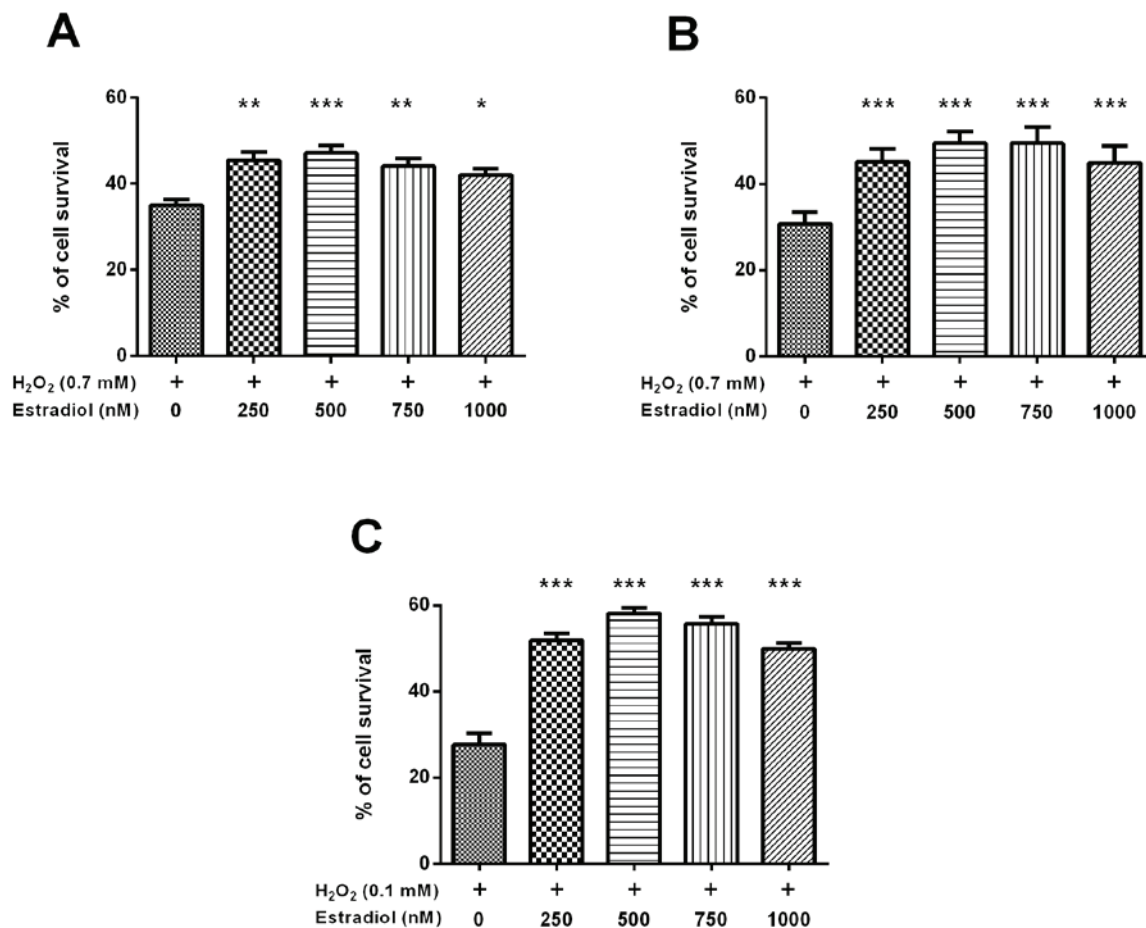 A
** *** ** *
60
40
20
0
% of cell survival
H₂O₂ (0.7 mM) + + + + +
Estradiol (nM) 0 250 500 750 1000
B
*** *** *** ***
60
40
20
0
% of cell survival
H₂O₂ (0.7 mM) + + + + +
Estradiol (nM) 0 250 500 750 1000
C
*** *** *** ***
60
40
20
0
% of cell survival
H₂O₂ (0.1 mM) + + + + +
Estradiol (nM) 0 250 500 750 1000